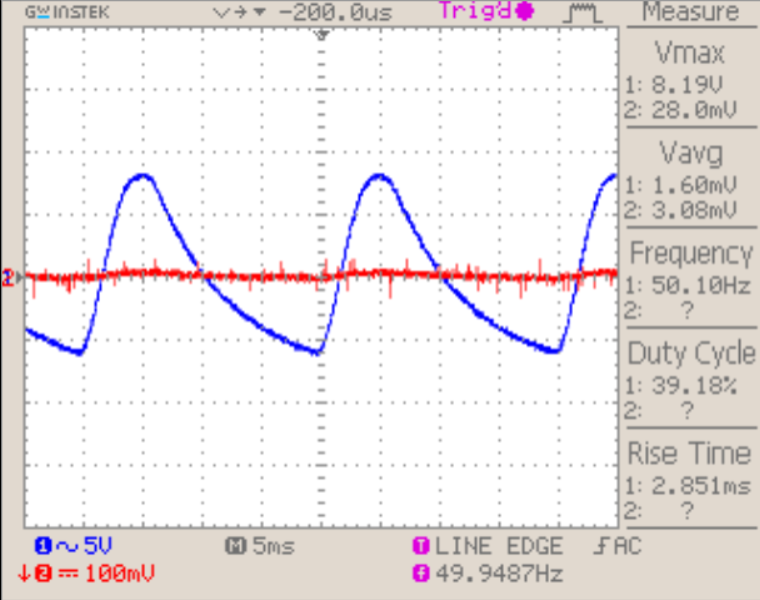 GWINSTEK -200.0us Trig'd Measure
Vmax
1: 8.19V
2: 28.0mV
Vavg
1: 1.60mV
2: 3.08mV
Frequency
1: 50.10Hz
2: ?
Duty Cycle
1: 39.18%
2: ?
Rise Time
1: 2.851ms
2: ?
2
1 5V M 5ms T LINE EDGE AC
2 100mV f 49.9487Hz